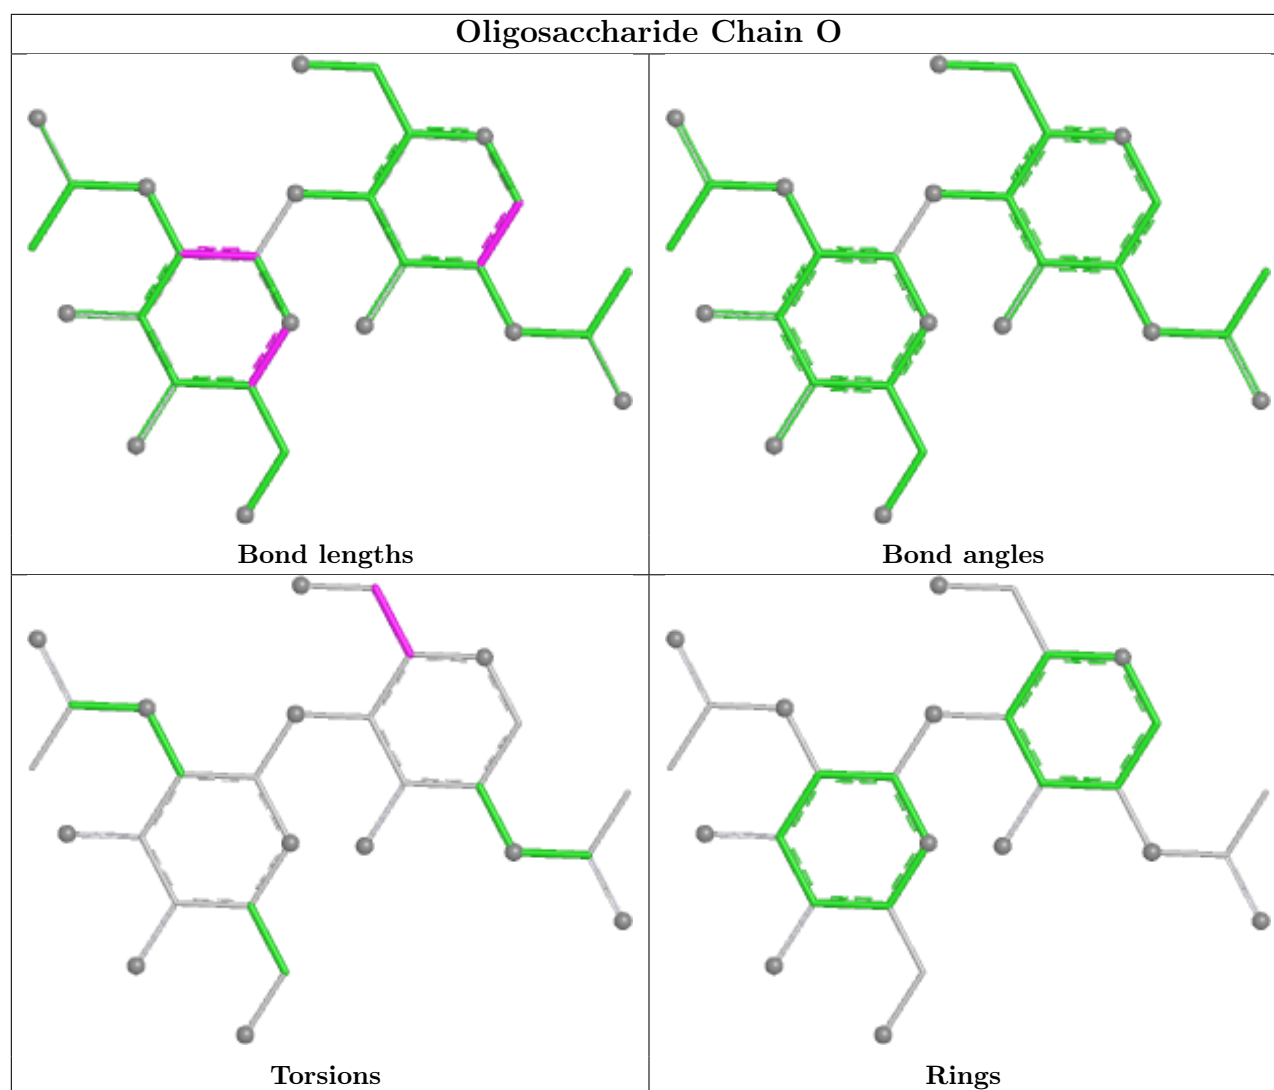 Oligosaccharide Chain O
Bond lengths
Bond angles
Torsions
Rings